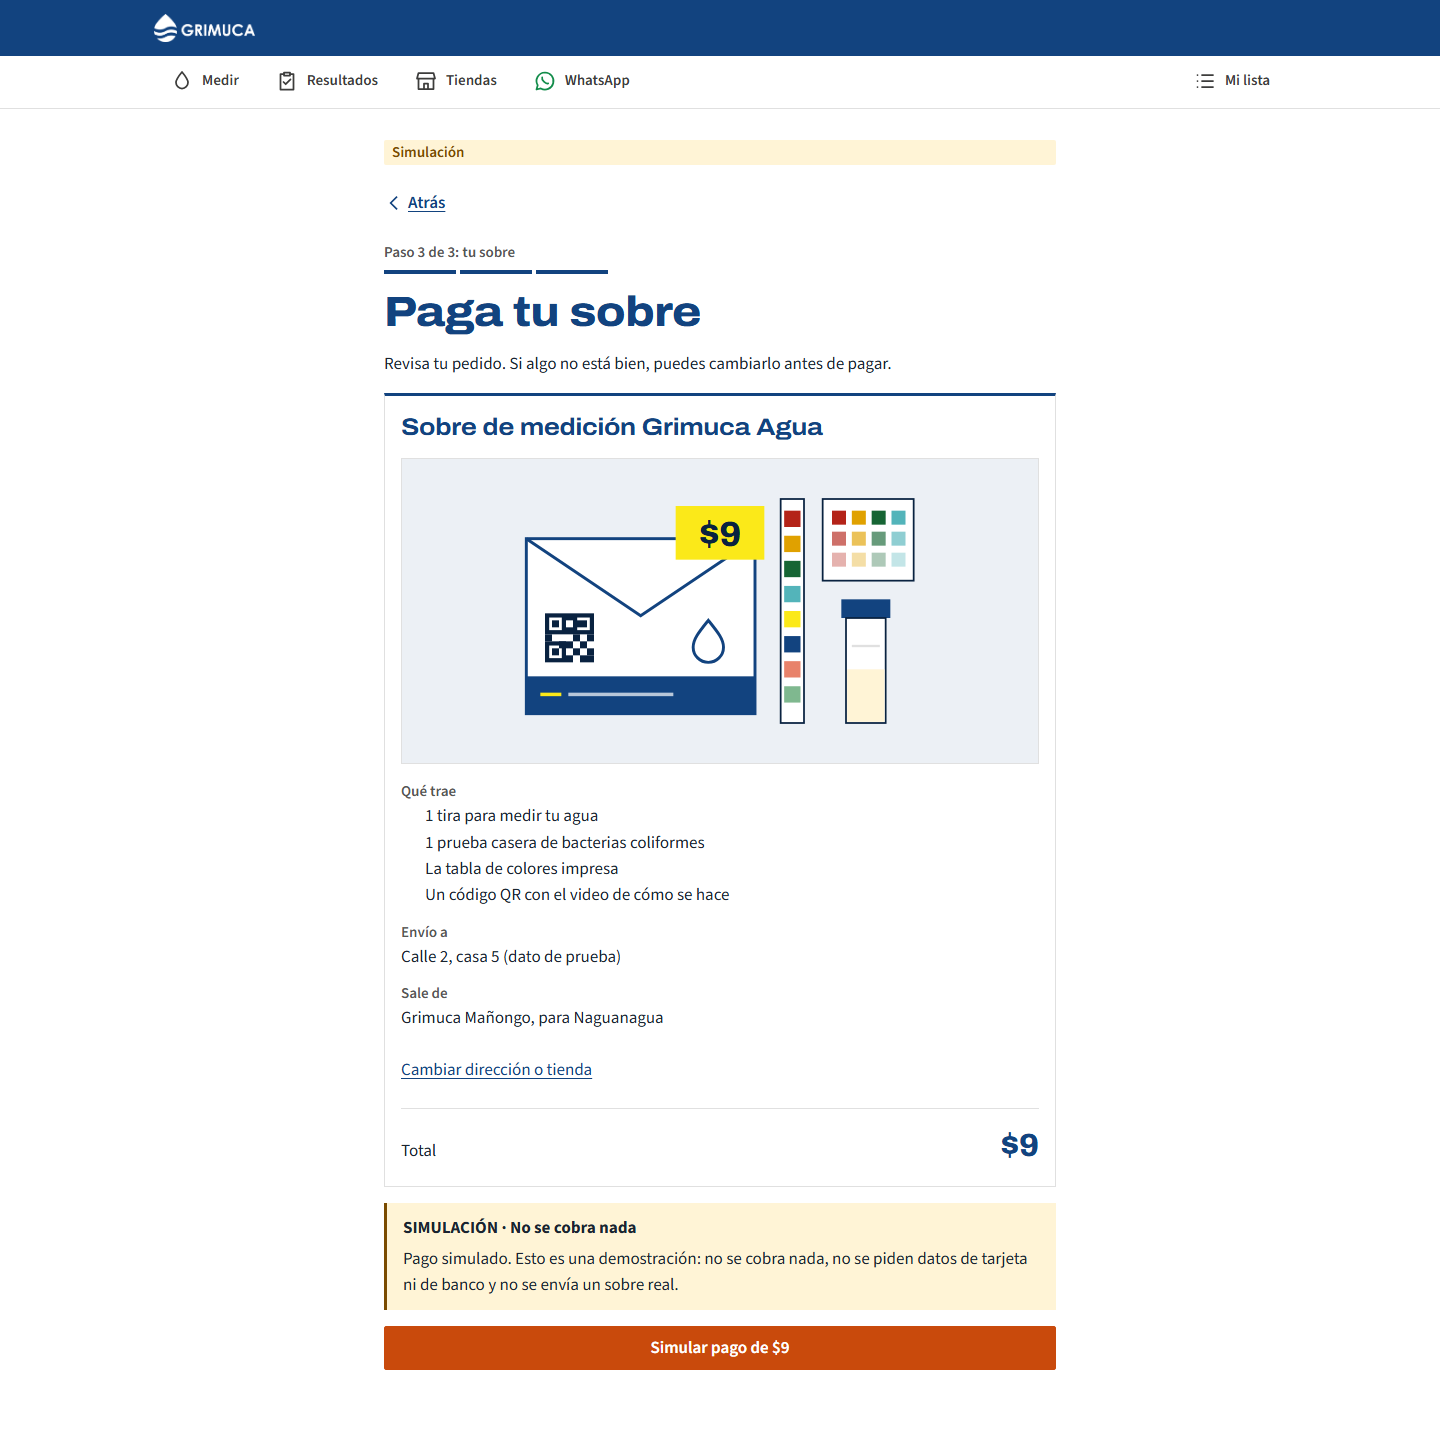 GRIMUCA
Medir
Resultados
Tiendas
WhatsApp
Mi lista
Simulación
Atrás
Paso 3 de 3: tu sobre
Paga tu sobre
Revisa tu pedido. Si algo no está bien, puedes cambiarlo antes de pagar.
Sobre de medición Grimuca Agua
$9
Qué trae
1 tira para medir tu agua
1 prueba casera de bacterias coliformes
La tabla de colores impresa
Un código QR con el video de cómo se hace
Envío a
Calle 2, casa 5 (dato de prueba)
Sale de
Grimuca Mañongo, para Naguanagua
Cambiar dirección o tienda
Total
$9
SIMULACIÓN · No se cobra nada
Pago simulado. Esto es una demostración: no se cobra nada, no se piden datos de tarjeta
ni de banco y no se envía un sobre real.
Simular pago de $9